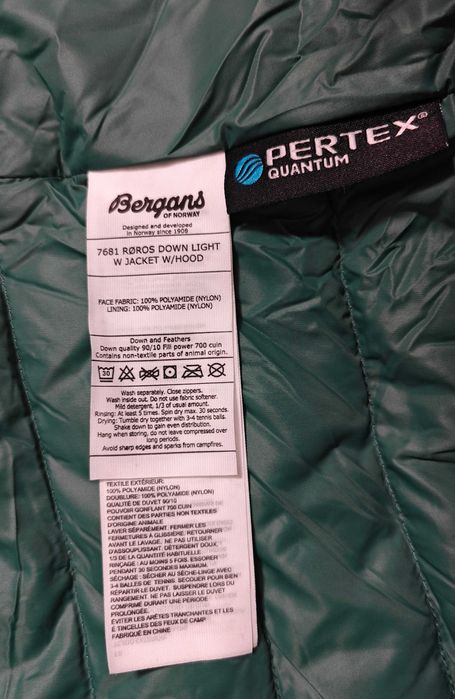 PERTEX®
QUANTUM
Bergans
OF NORWAY
Designed and developed
in Norway since 1908
7681 RØROS DOWN LIGHT
W JACKET W/HOOD
FACE FABRIC: 100% POLYAMIDE (NYLON)
LINING: 100% POLYAMIDE (NYLON)
Down and Feathers
Down quality 90/10 Fill power 700 cuin
Contains non-textile parts of animal origin.
30
Wash separately. Close zippers.
Wash inside out. Do not use fabric softener.
Mild detergent. 1/3 of usual amount.
Rinsing: At least 5 times. Spin dry max. 30 seconds.
Drying: Tumble dry together with 3-4 tennis balls.
Shake down to gain even distribution.
Hang when storing, do not leave compressed over
long periods.
Avoid sharp edges and sparks from campfires.
TEXTILE EXTÉRIEUR:
100% POLYAMIDE (NYLON)
DOUBLURE: 100% POLYAMIDE (NYLON)
QUALITÉ DE DUVET 90/10
POUVOIR GONFLANT 700 CUIN
CONTIENT DES PARTIES NON TEXTILES
D'ORIGINE ANIMALE
LAVER SÉPARÉMENT. FERMER LES
FERMETURES À GLISSIÈRE. RETOURNER
AVANT LE LAVAGE. NE PAS UTILISER
D'ASSOUPLISSANT. DÉTERGENT DOUX,
1/3 DE LA QUANTITÉ HABITUELLE.
RINÇAGE : AU MOINS 5 FOIS. ESSORER
PENDANT 30 SECONDES MAXIMUM.
SÉCHAGE : SÉCHER AU SÈCHE-LINGE AVEC
3-4 BALLES DE TENNIS. SECOUER POUR BIEN
RÉPARTIR LE DUVET. SUSPENDRE LORS DU
RANGEMENT. NE PAS LAISSER LE DUVET
COMPRIMÉ DURANT UNE PÉRIODE
PROLONGÉE.
ÉVITER LES ARÊTES TRANCHANTES ET LES
É TINCELLES DES FEUX DE CAMP
FABRIQUÉ EN CHINE